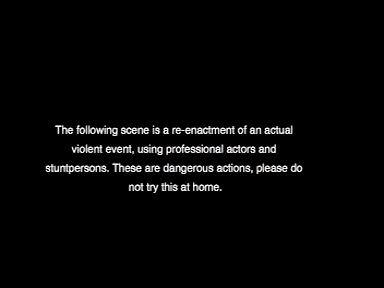 The following scene is a re-enactment of an actual
violent event, using professional actors and
stuntpersons. These are dangerous actions, please do
not try this at home.